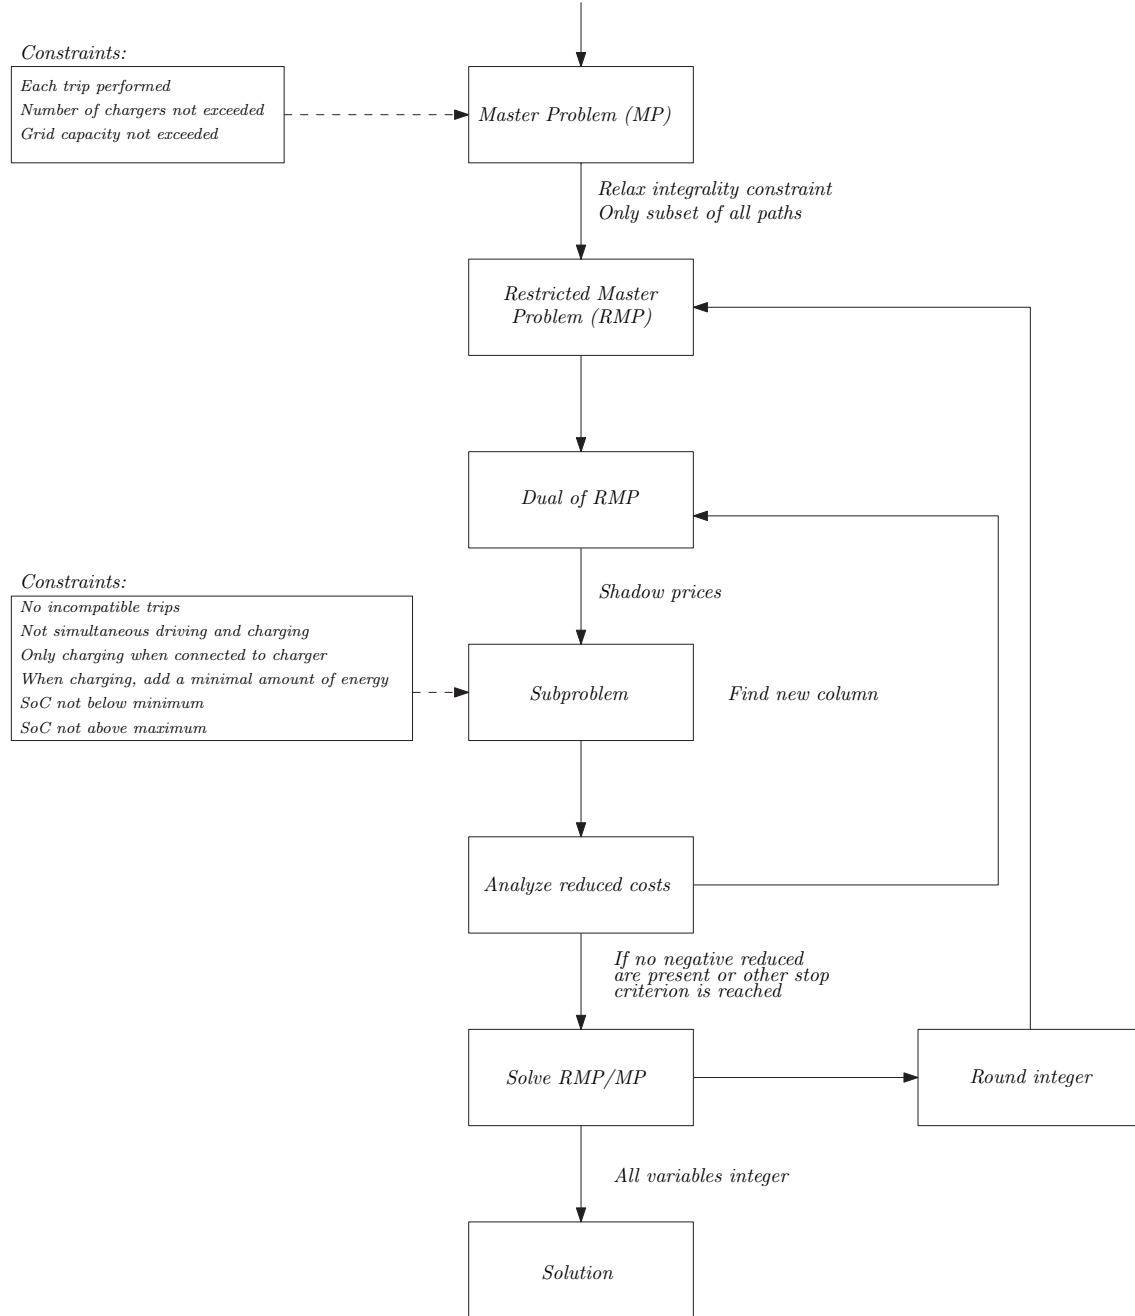 Constraints:
Each trip performed
Number of chargers not exceeded
Grid capacity not exceeded
Master Problem (MP)
Relax integrality constraint
Only subset of all paths
Restricted Master
Problem (RMP)
Dual of RMP
Shadow prices
Constraints:
No incompatible trips
Not simultaneous driving and charging
Only charging when connected to charger
When charging, add a minimal amount of energy
SoC not below minimum
SoC not above maximum
Subproblem
Find new column
Analyze reduced costs
If no negative reduced
are present or other stop
criterion is reached
Solve RMP/MP
Round integer
All variables integer
Solution